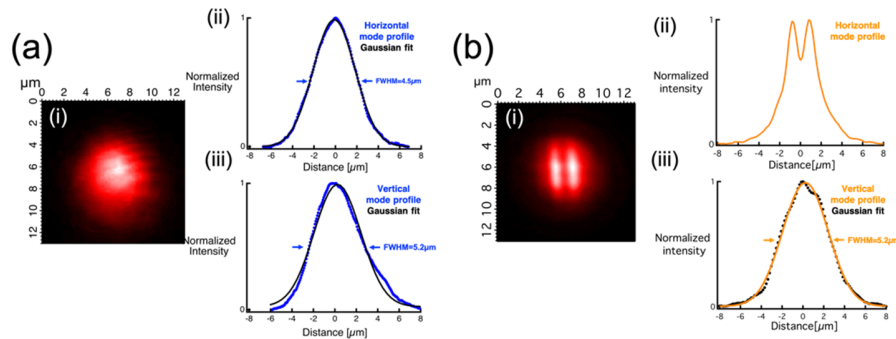 (a)
µm 0 2 4 6 8 10 12
0
2
4
6
8
10
12
(i)
(ii)
Horizontal
mode profile
Gaussian fit
Normalized
Intensity
1
0
FWHM=4.5µm
-8 -6 -4 -2 0 2 4 6 8
Distance [µm]
(iii)
Vertical
mode profile
Gaussian fit
Normalized
Intensity
1
0
FWHM=5.2µm
-8 -6 -4 -2 0 2 4 6 8
Distance [µm]
(b)
µm 0 2 4 6 8 10 12
0
2
4
6
8
10
12
(i)
(ii)
Horizontal
mode profile
Normalized
intensity
1
0
-8 -6 -4 -2 0 2 4 6 8
Distance [µm]
(iii)
Vertical
mode profile
Gaussian fit
Normalized
intensity
1
0
FWHM=5.2µm
-8 -6 -4 -2 0 2 4 6 8
Distance [µm]